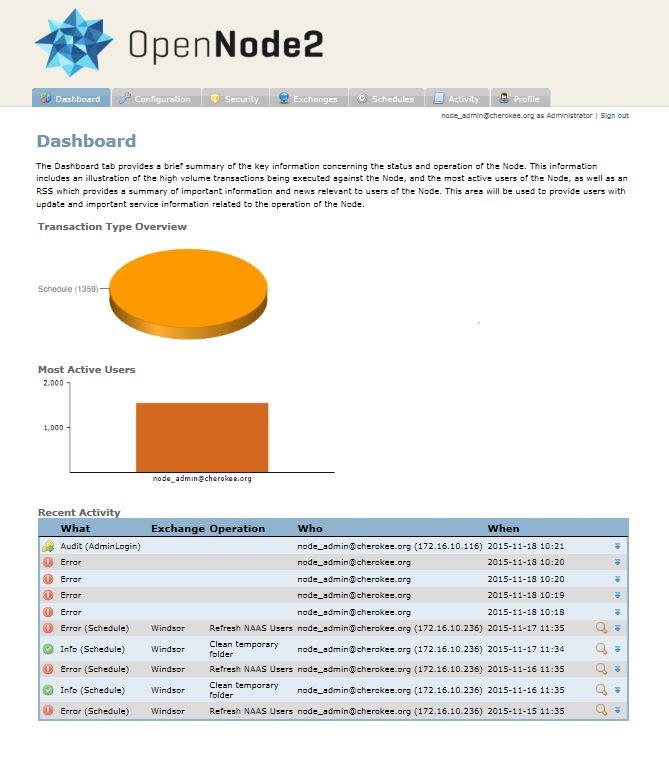 OpenNode2
Dashboard Configuration Security Exchanges Schedules Activity Profile
node_admin@cherokee.org as Administrator | Sign out
Dashboard
The Dashboard tab provides a brief summary of the key information concerning the status and operation of the Node. This information
includes an illustration of the high volume transactions being executed against the Node, and the most active users of the Node, as well as an
RSS which provides a summary of important information and news relevant to users of the Node. This area will be used to provide users with
update and important service information related to the operation of the Node.
Transaction Type Overview
Schedule (1359)
Most Active Users
2,000
1,000
node_admin@cherokee.org
Recent Activity
What Exchange Operation Who When
Audit (AdminLogin) node_admin@cherokee.org (172.16.10.116) 2015-11-18 10:21
Error node_admin@cherokee.org 2015-11-18 10:20
Error node_admin@cherokee.org 2015-11-18 10:20
Error node_admin@cherokee.org 2015-11-18 10:19
Error node_admin@cherokee.org 2015-11-18 10:18
Error (Schedule) Windsor Refresh NAAS Users node_admin@cherokee.org (172.16.10.236) 2015-11-17 11:35
Info (Schedule) Windsor Clean temporary folder node_admin@cherokee.org (172.16.10.236) 2015-11-17 11:34
Error (Schedule) Windsor Refresh NAAS Users node_admin@cherokee.org (172.16.10.236) 2015-11-16 11:35
Info (Schedule) Windsor Clean temporary folder node_admin@cherokee.org (172.16.10.236) 2015-11-16 11:35
Error (Schedule) Windsor Refresh NAAS Users node_admin@cherokee.org (172.16.10.236) 2015-11-15 11:35